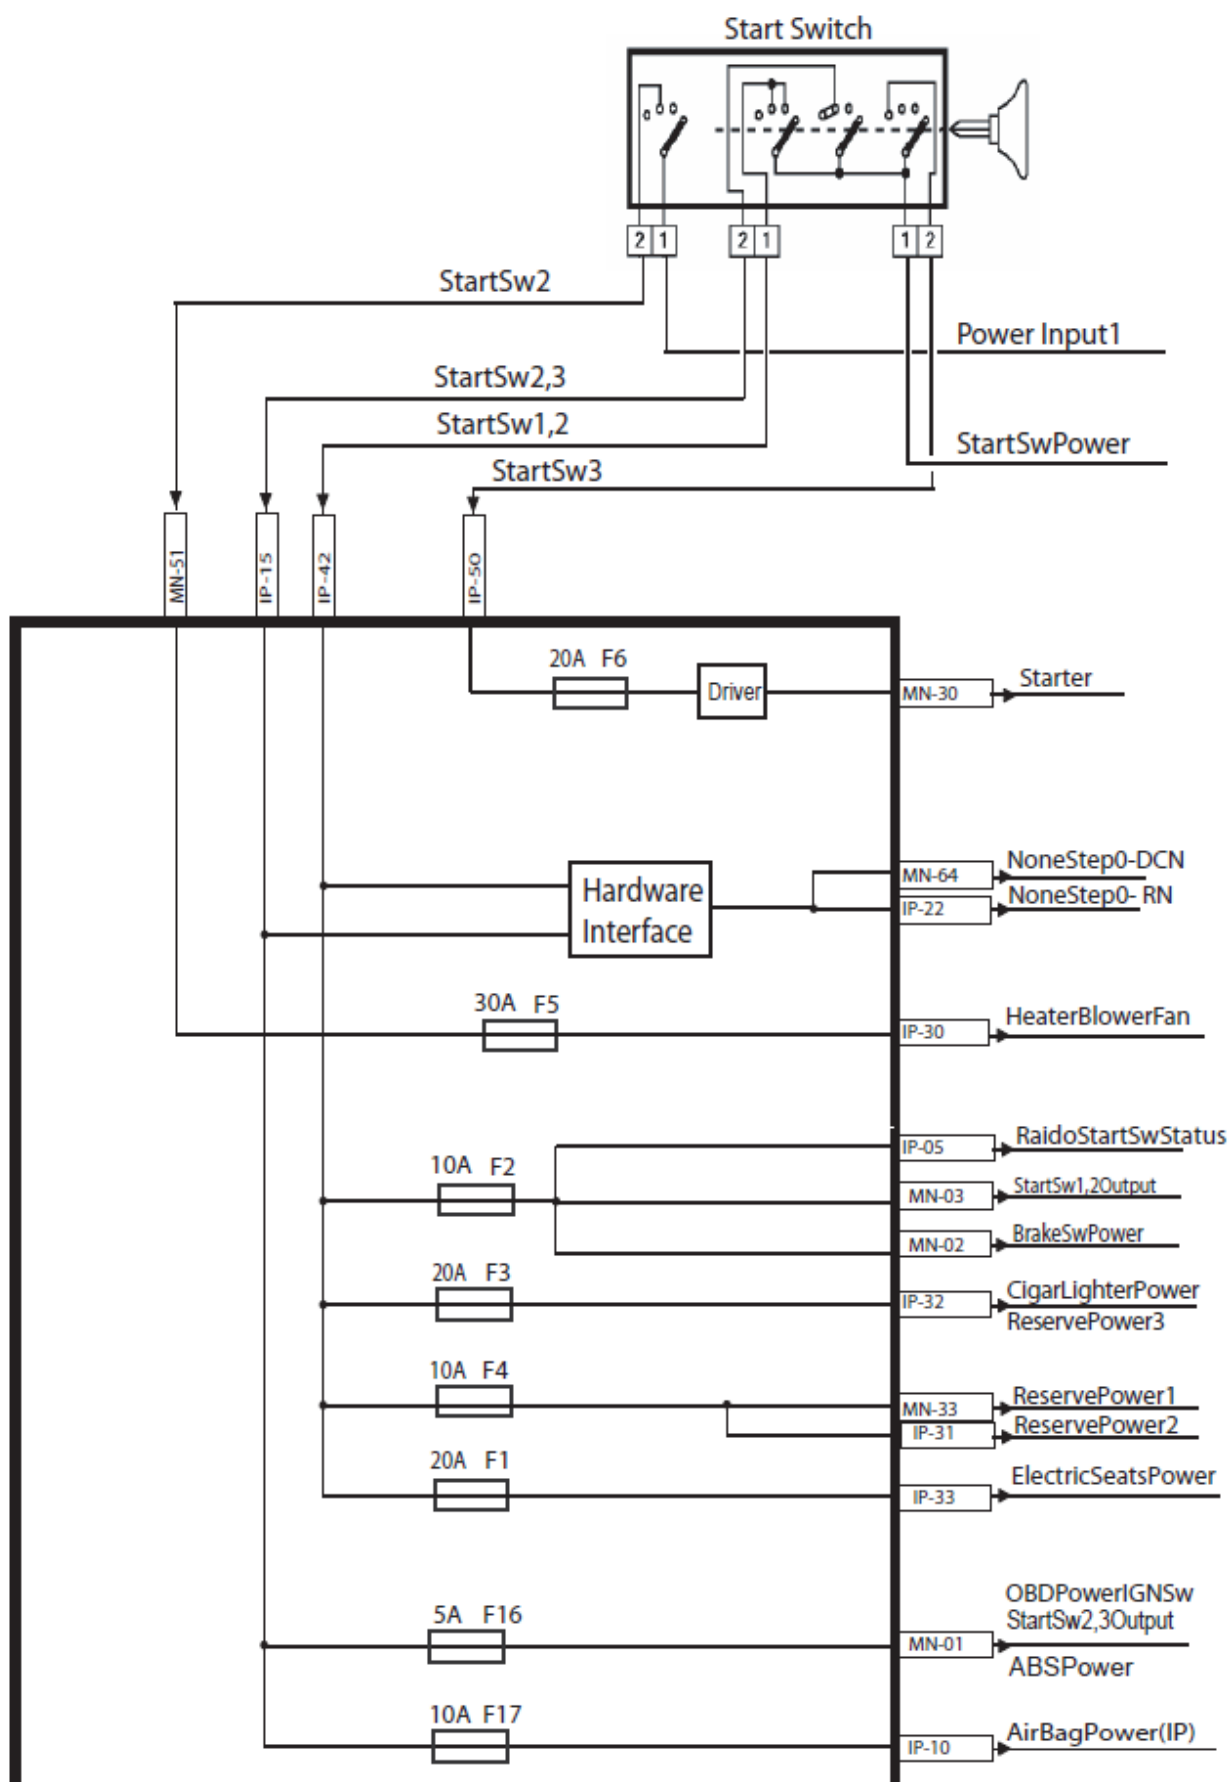 Start Switch
2 1 2 1 1 2
StartSw2
Power Input1
StartSw2,3
StartSw1,2
StartSwPower
StartSw3
MN-51
IP-15
IP-42
IP-50
20A F6
Driver
MN-30
Starter
Hardware
Interface
MN-64
NoneStep0-DCN
IP-22
NoneStep0- RN
30A F5
IP-30
HeaterBlowerFan
IP-05
RaidoStartSwStatus
10A F2
MN-03
StartSw1,2Output
MN-02
BrakeSwPower
20A F3
IP-32
CigarLighterPower
ReservePower3
10A F4
MN-33
ReservePower1
IP-31
ReservePower2
20A F1
IP-33
ElectricSeatsPower
OBDPowerIGNSw
5A F16
StartSw2,3Output
MN-01
ABSPower
10A F17
IP-10
AirBagPower(IP)